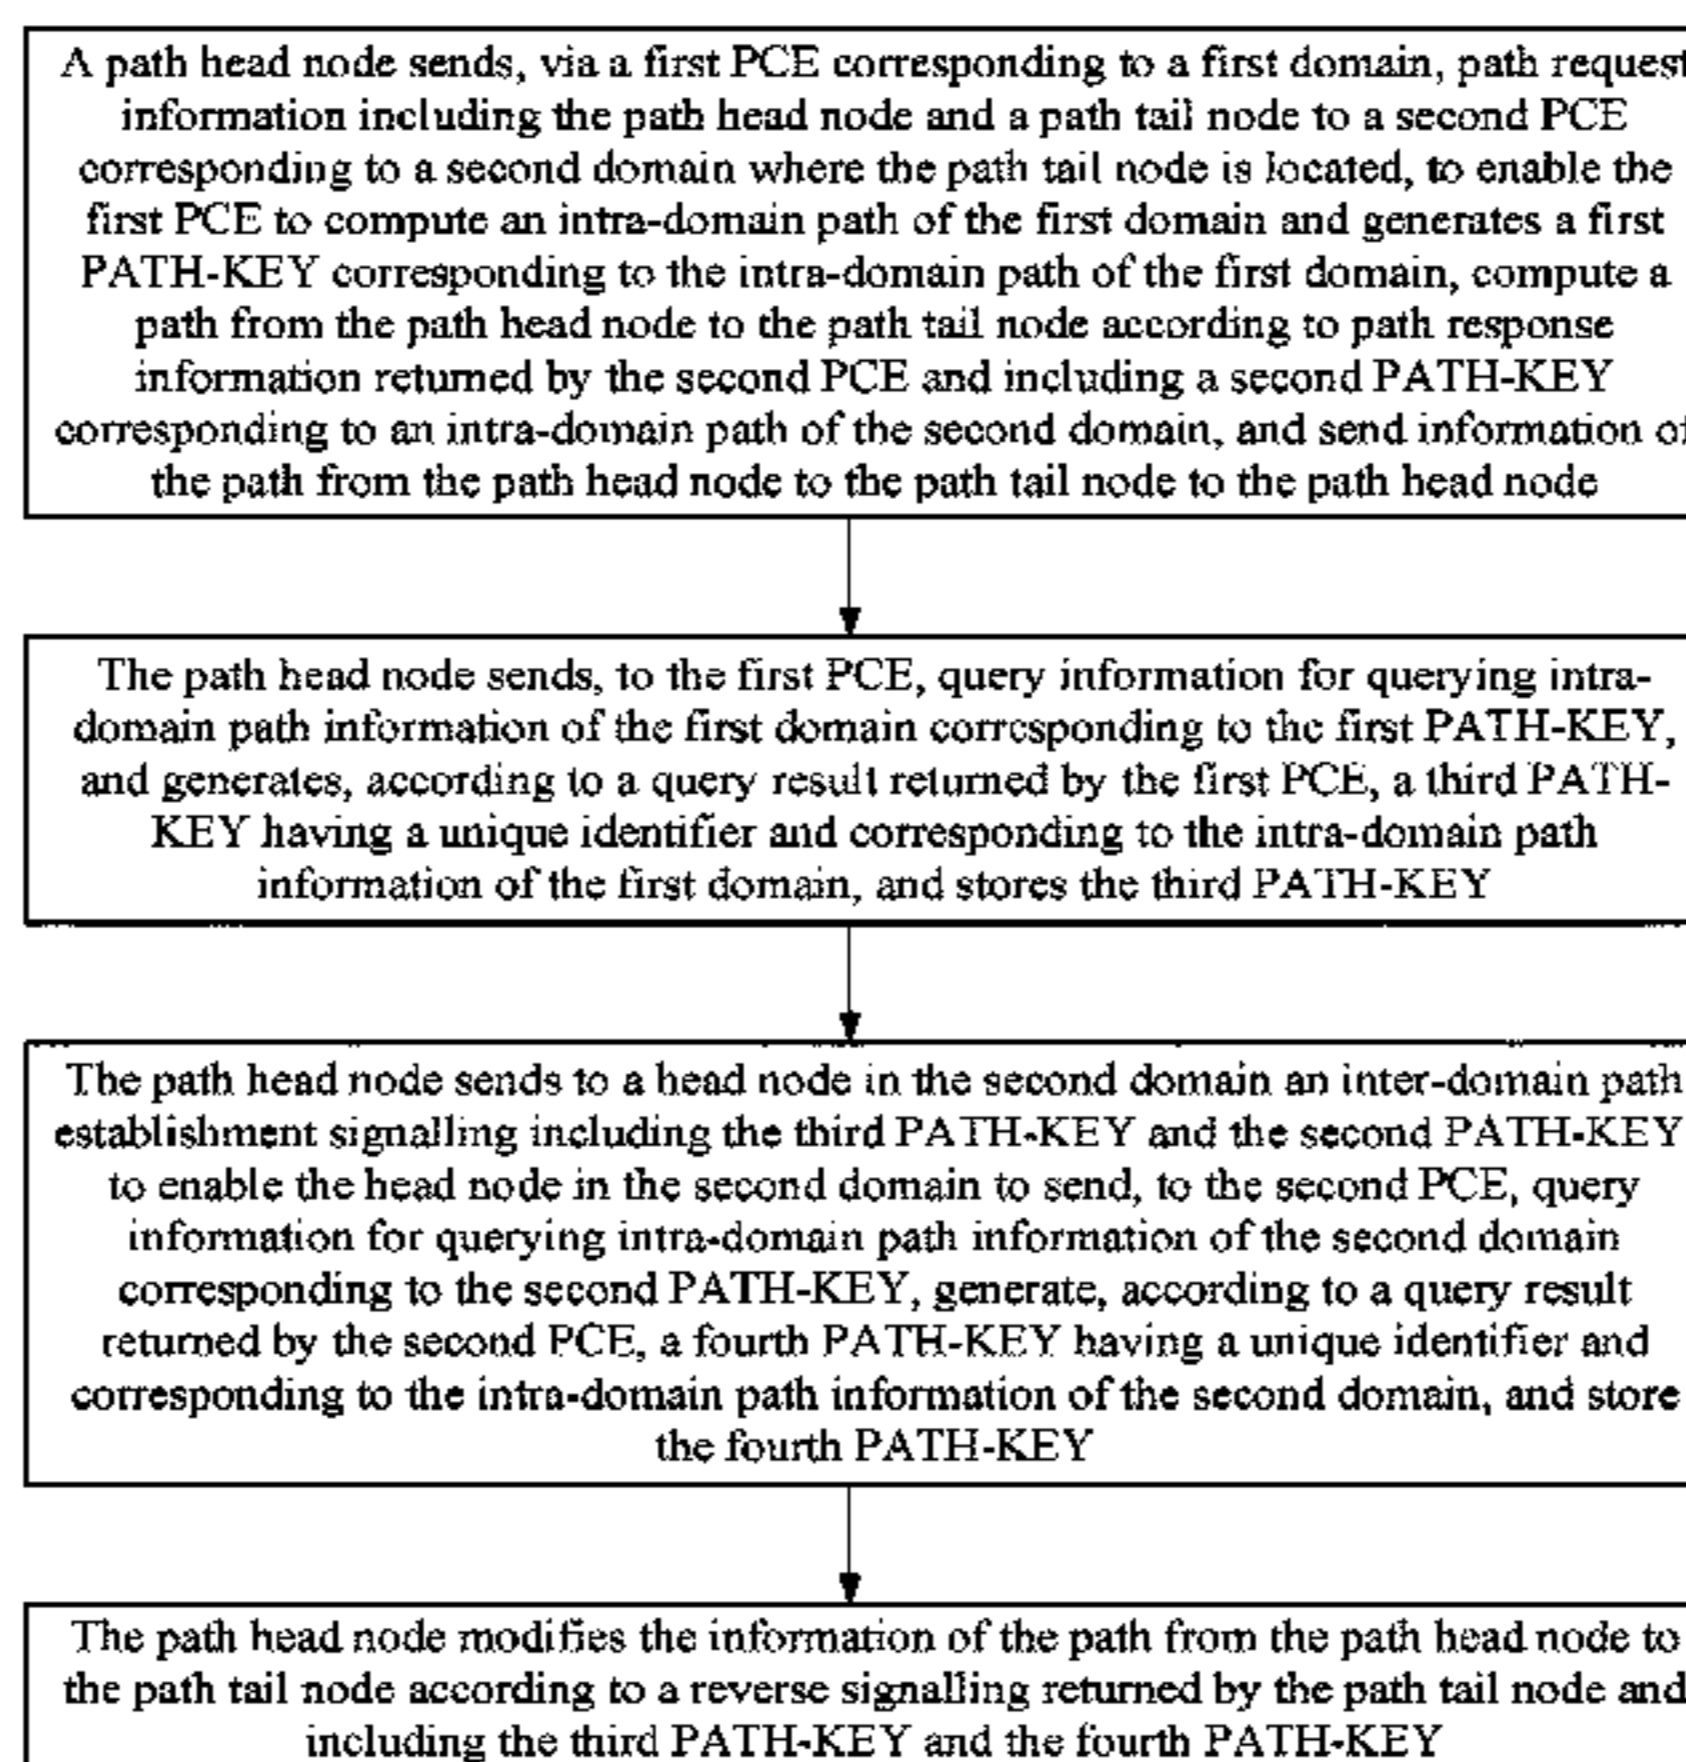 A path head node sends, via a first PCE corresponding to a first domain, path request
information including the path head node and a path tail node to a second PCE
corresponding to a second domain where the path tail node is located, to enable the
first PCE to compute an intra-domain path of the first domain and generates a first
PATH-KEY corresponding to the intra-domain path of the first domain, compute a
path from the path head node to the path tail node according to path response
information returned by the second PCE and including a second PATH-KEY
corresponding to an intra-domain path of the second domain, and send information of
the path from the path head node to the path tail node to the path head node
The path head node sends, to the first PCE, query information for querying intra-
domain path information of the first domain corresponding to the first PATH-KEY,
and generates, according to a query result returned by the first PCE, a third PATH-
KEY having a unique identifier and corresponding to the intra-domain path
information of the first domain, and stores the third PATH-KEY
The path head node sends to a head node in the second domain an inter-domain path
establishment signalling including the third PATH-KEY and the second PATH-KEY
to enable the head node in the second domain to send, to the second PCE, query
information for querying intra-domain path information of the second domain
corresponding to the second PATH-KEY, generate, according to a query result
returned by the second PCE, a fourth PATH-KEY having a unique identifier and
corresponding to the intra-domain path information of the second domain, and store
the fourth PATH-KEY
The path head node modifies the information of the path from the path head node to
the path tail node according to a reverse signalling returned by the path tail node and
including the third PATH-KEY and the fourth PATH-KEY